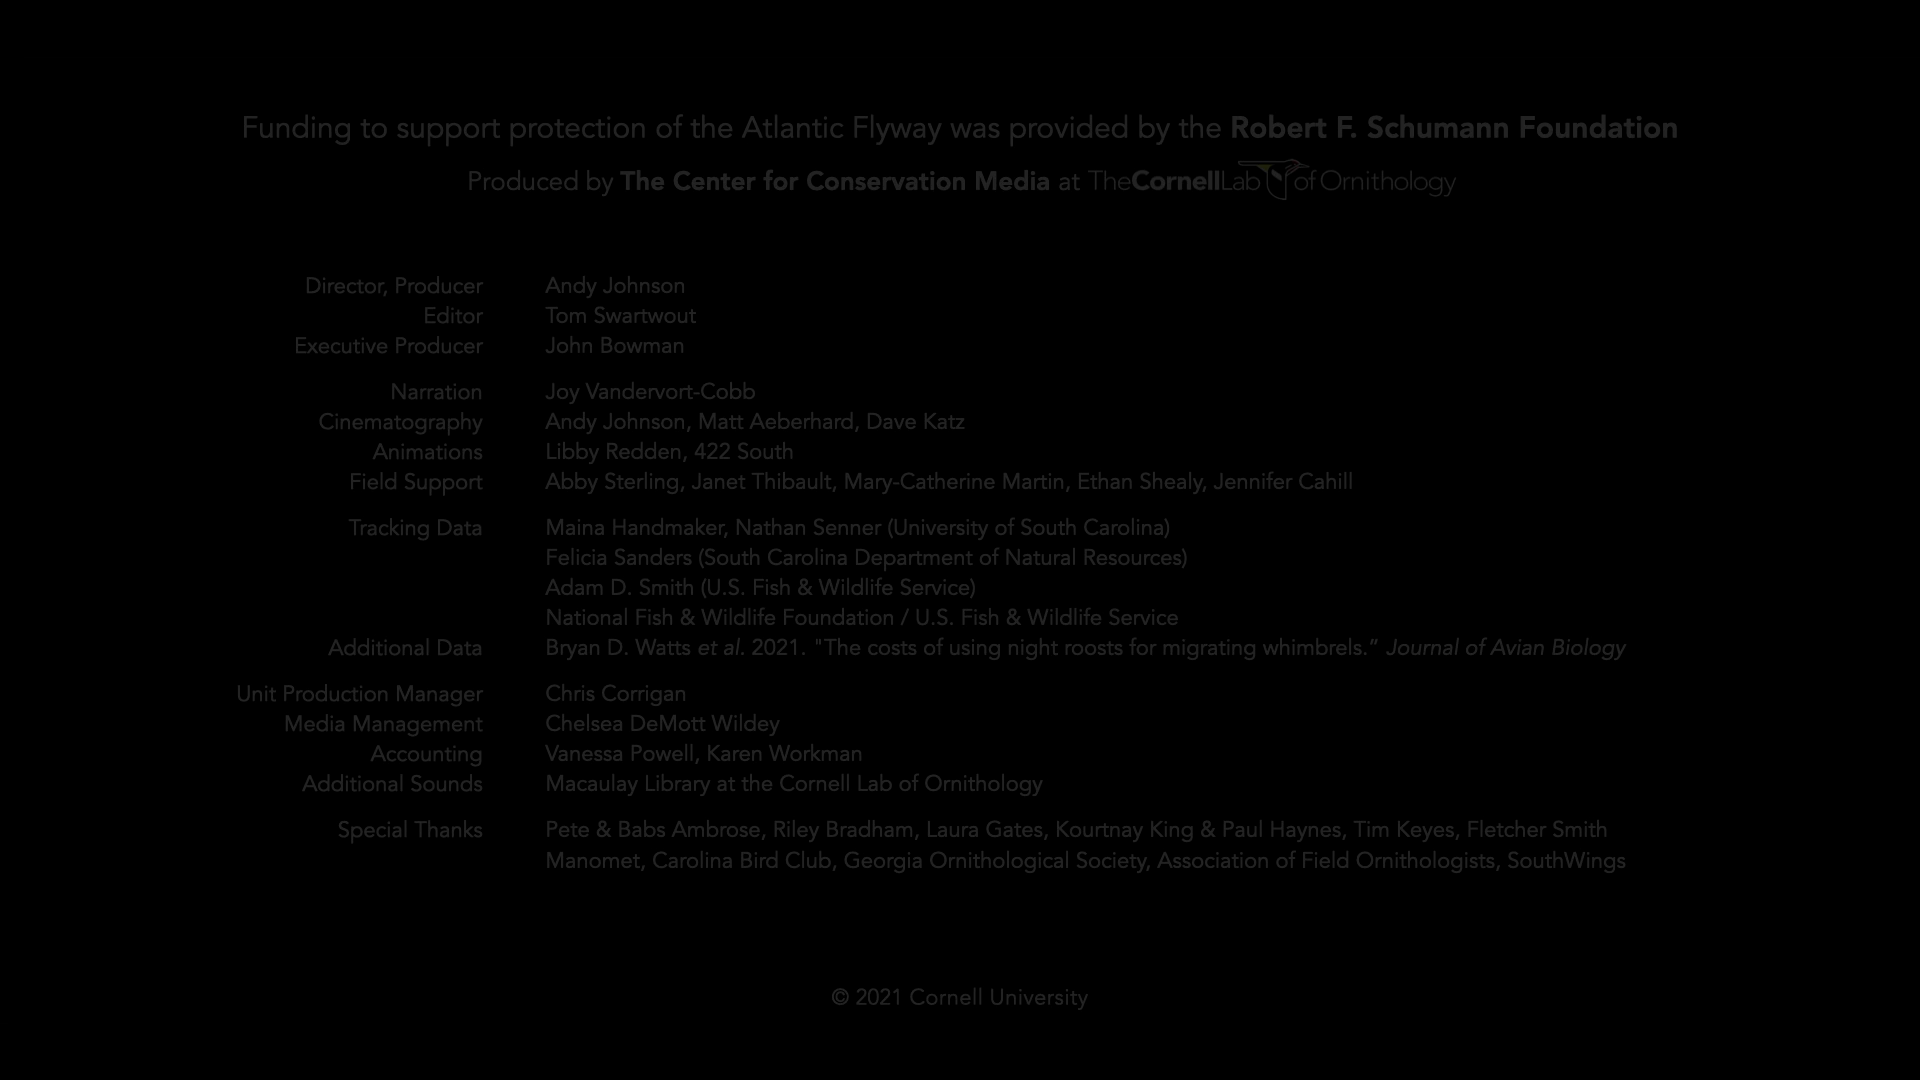 Funding to support protection of the Atlantic Flyway was provided by the Robert F. Schumann Foundation
Produced by The Center for Conservation Media at TheCornellLab of Ornithology
Director, Producer Andy Johnson
Editor Tom Swartwout
Executive Producer John Bowman
Narration Joy Vandervort-Cobb
Cinematography Andy Johnson, Matt Aeberhard, Dave Katz
Animations Libby Redden, 422 South
Field Support Abby Sterling, Janet Thibault, Mary-Catherine Martin, Ethan Shealy, Jennifer Cahill
Tracking Data Maina Handmaker, Nathan Senner (University of South Carolina)
Felicia Sanders (South Carolina Department of Natural Resources)
Adam D. Smith (U.S. Fish & Wildlife Service)
National Fish & Wildlife Foundation / U.S. Fish & Wildlife Service
Additional Data Bryan D. Watts et al. 2021. "The costs of using night roosts for migrating whimbrels.” Journal of Avian Biology
Unit Production Manager Chris Corrigan
Media Management Chelsea DeMott Wildey
Accounting Vanessa Powell, Karen Workman
Additional Sounds Macaulay Library at the Cornell Lab of Ornithology
Special Thanks Pete & Babs Ambrose, Riley Bradham, Laura Gates, Kourtnay King & Paul Haynes, Tim Keyes, Fletcher Smith
Manomet, Carolina Bird Club, Georgia Ornithological Society, Association of Field Ornithologists, SouthWings
© 2021 Cornell University